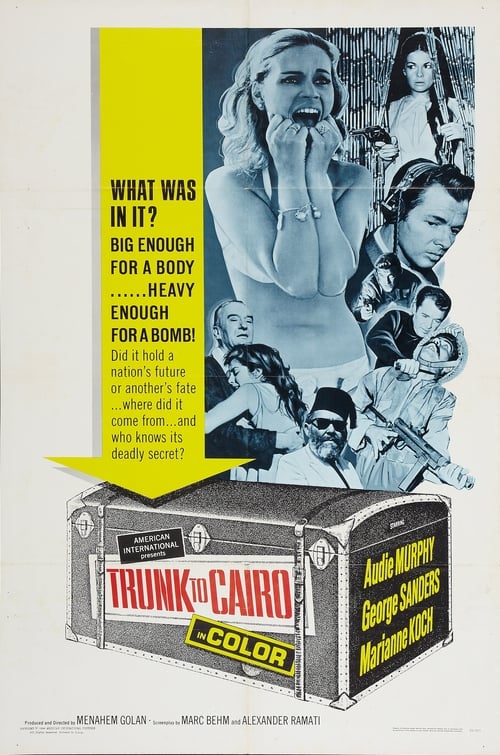 WHAT WAS
IN IT?
BIG ENOUGH
FOR A BODY
......HEAVY
ENOUGH
FOR A BOMB!
Did it hold a
nation's future
or another's fate
...where did it
come from...and
who knows its
deadly secret?
AMERICAN
INTERNATIONAL
presents
TRUNK TO CAIRO
IN COLOR
STARRING
Audie MURPHY
George SANDERS
Marianne KOCH
Produced and Directed by MENAHEM GOLAN · Screenplay by MARC BEHM and ALEXANDER RAMATI